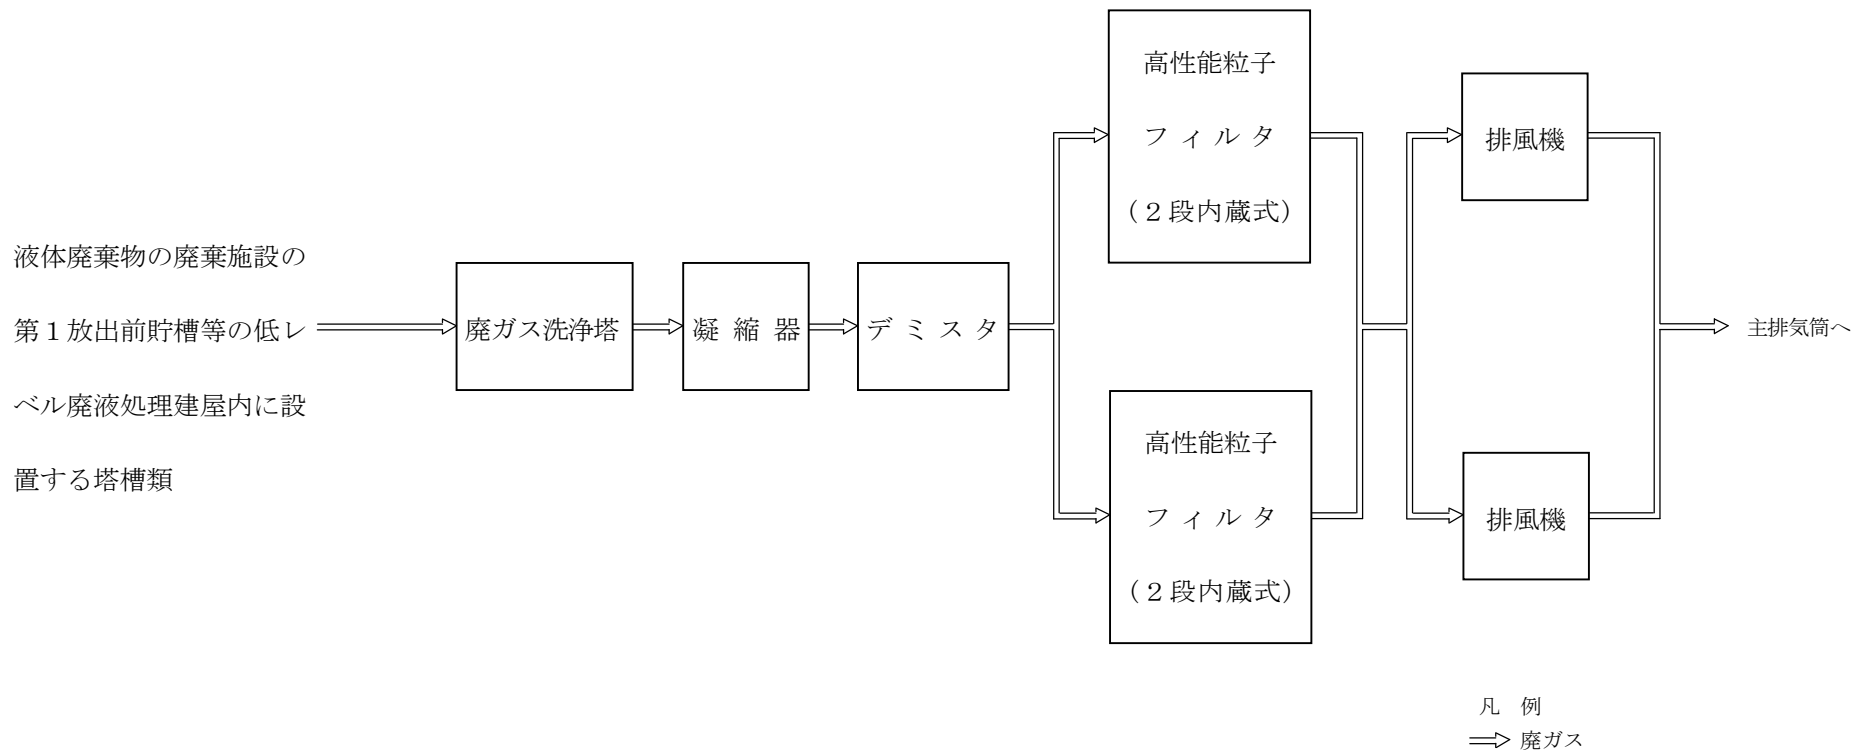 液体廃棄物の廃棄施設の
第１放出前貯槽等の低レ
ベル廃液処理建屋内に設
置する塔槽類
廃ガス洗浄塔
凝縮器
デミスタ
高性能粒子
フィルタ
（２段内蔵式）
高性能粒子
フィルタ
（２段内蔵式）
排風機
排風機
主排気筒へ
凡　例
廃ガス